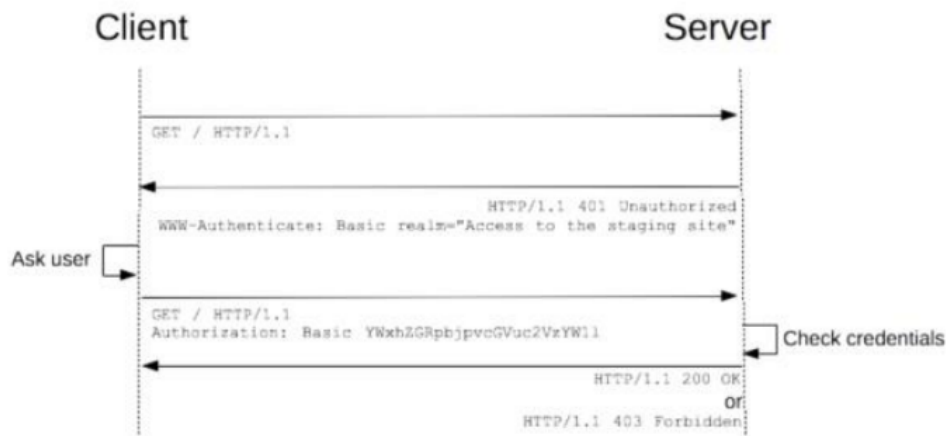 Client
Server
GET / HTTP/1.1
HTTP/1.1 401 Unauthorized
WWW-Authenticate: Basic realm="Access to the staging site"
Ask user
GET / HTTP/1.1
Authorization: Basic YWxhZGRpbjpvcGVuc2VzYW1l
Check credentials
HTTP/1.1 200 OK
or
HTTP/1.1 403 Forbidden